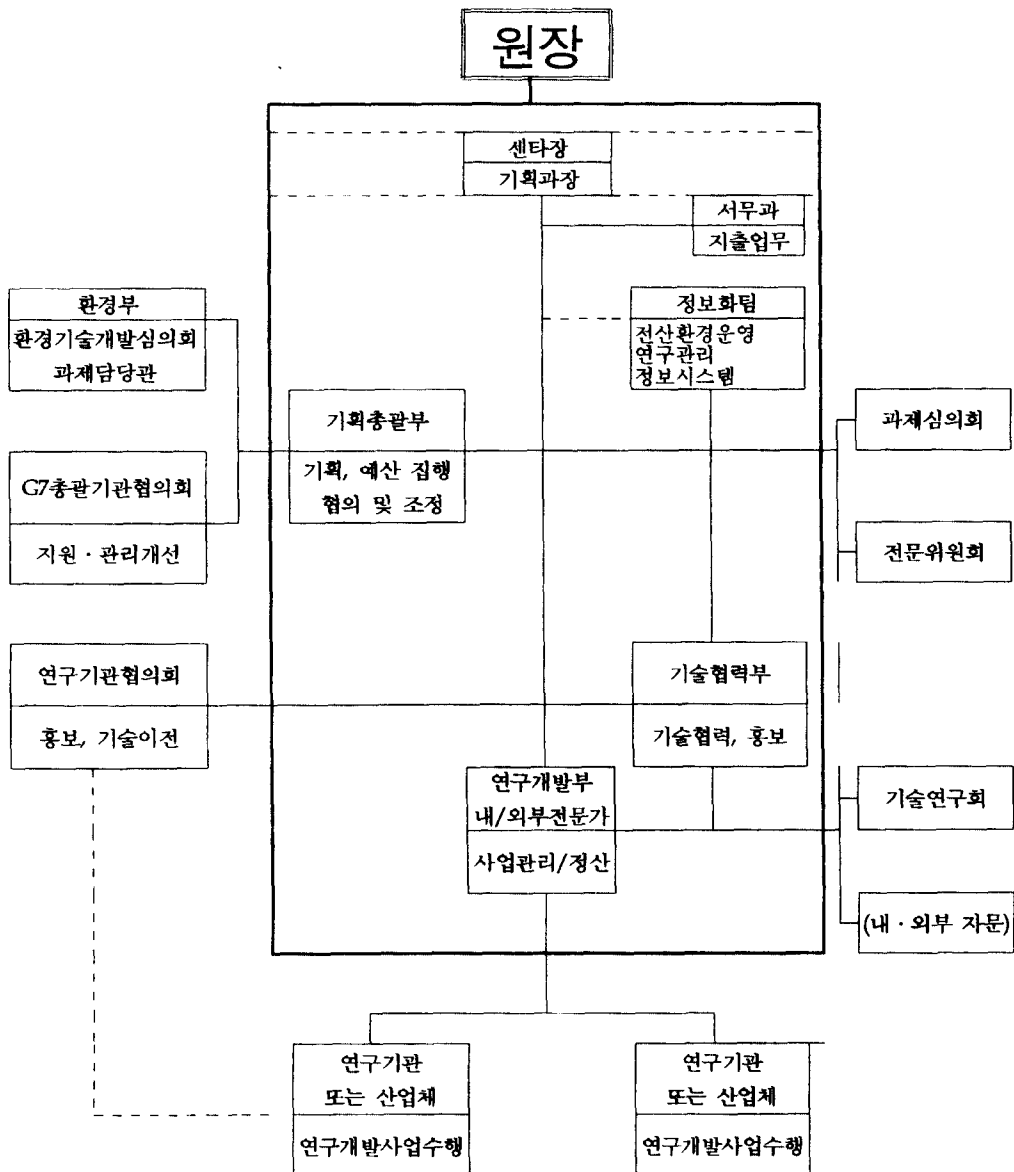 원장
센타장
기획과장
서무과
지출업무
환경부
환경기술개발심의회
과제담당관
정보화팀
전산환경운영
연구관리
정보시스템
기획총괄부
기획, 예산 집행
협의 및 조정
과제심의회
G7총괄기관협의회
지원 · 관리개선
전문위원회
연구기관협의회
홍보, 기술이전
기술협력부
기술협력, 홍보
연구개발부
내/외부전문가
사업관리/정산
기술연구회
(내 · 외부 자문)
연구기관
또는 산업체
연구개발사업수행
연구기관
또는 산업체
연구개발사업수행